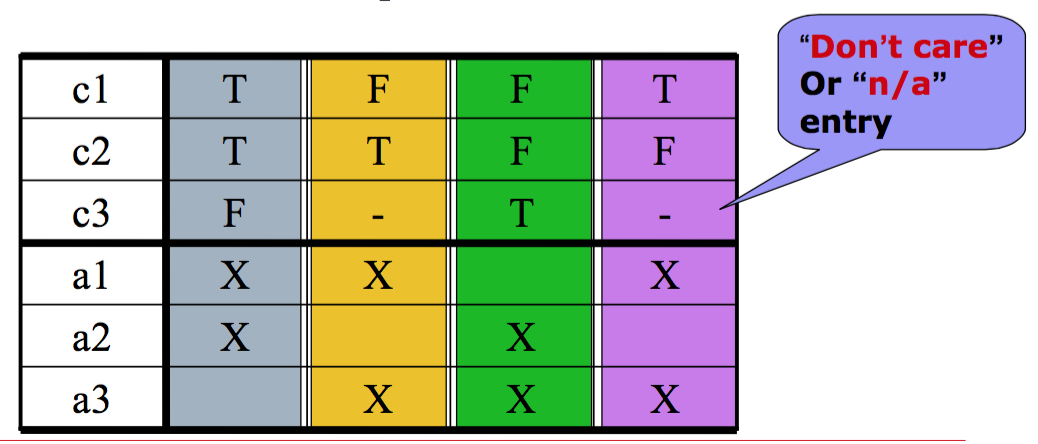 c1 T F F T
c2 T T F F
c3 F - T -
a1 X X X
a2 X X
a3 X X X
“Don’t care”
Or “n/a”
entry